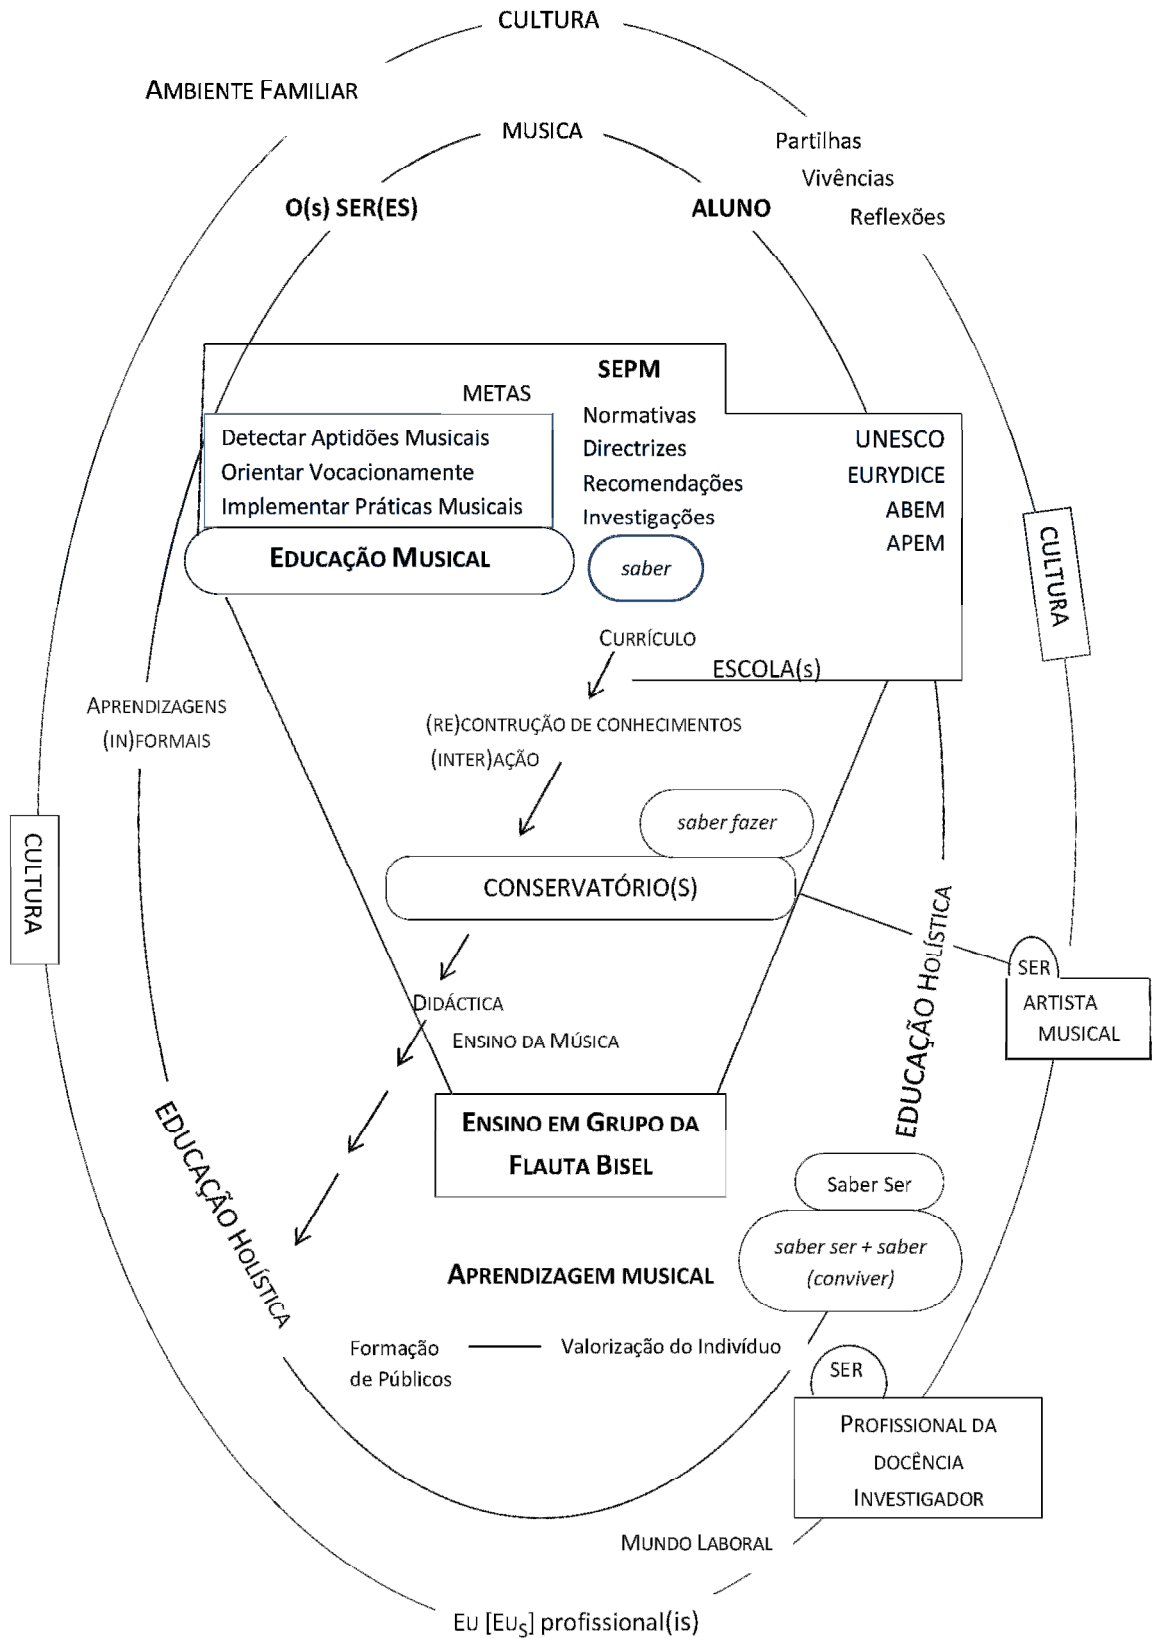 CULTURA
AMBIENTE FAMILIAR
MUSICA
Partilhas
Vivências
Reflexões
O(s) SER(ES)
ALUNO
SEPM
METAS
Normativas
Directrizes
Recomendações
Investigações
Detectar Aptidões Musicais
Orientar Vocacionamente
Implementar Práticas Musicais
UNESCO
EURYDICE
ABEM
APEM
EDUCAÇÃO MUSICAL
saber
CULTURA
CURRÍCULO
ESCOLA(s)
APRENDIZAGENS
(IN)FORMAIS
(RE)CONTRUÇÃO DE CONHECIMENTOS
(INTER)AÇÃO
saber fazer
CULTURA
CONSERVATÓRIO(S)
EDUCAÇÃO HOLÍSTICA
SER
ARTISTA
MUSICAL
DIDÁCTICA
ENSINO DA MÚSICA
ENSINO EM GRUPO DA
FLAUTA BISEL
EDUCAÇÃO HOLÍSTICA
Saber Ser
saber ser + saber
(conviver)
APRENDIZAGEM MUSICAL
Formação
de Públicos
Valorização do Indivíduo
SER
PROFISSIONAL DA
DOCÊNCIA
INVESTIGADOR
MUNDO LABORAL
EU [EUS] profissional(is)